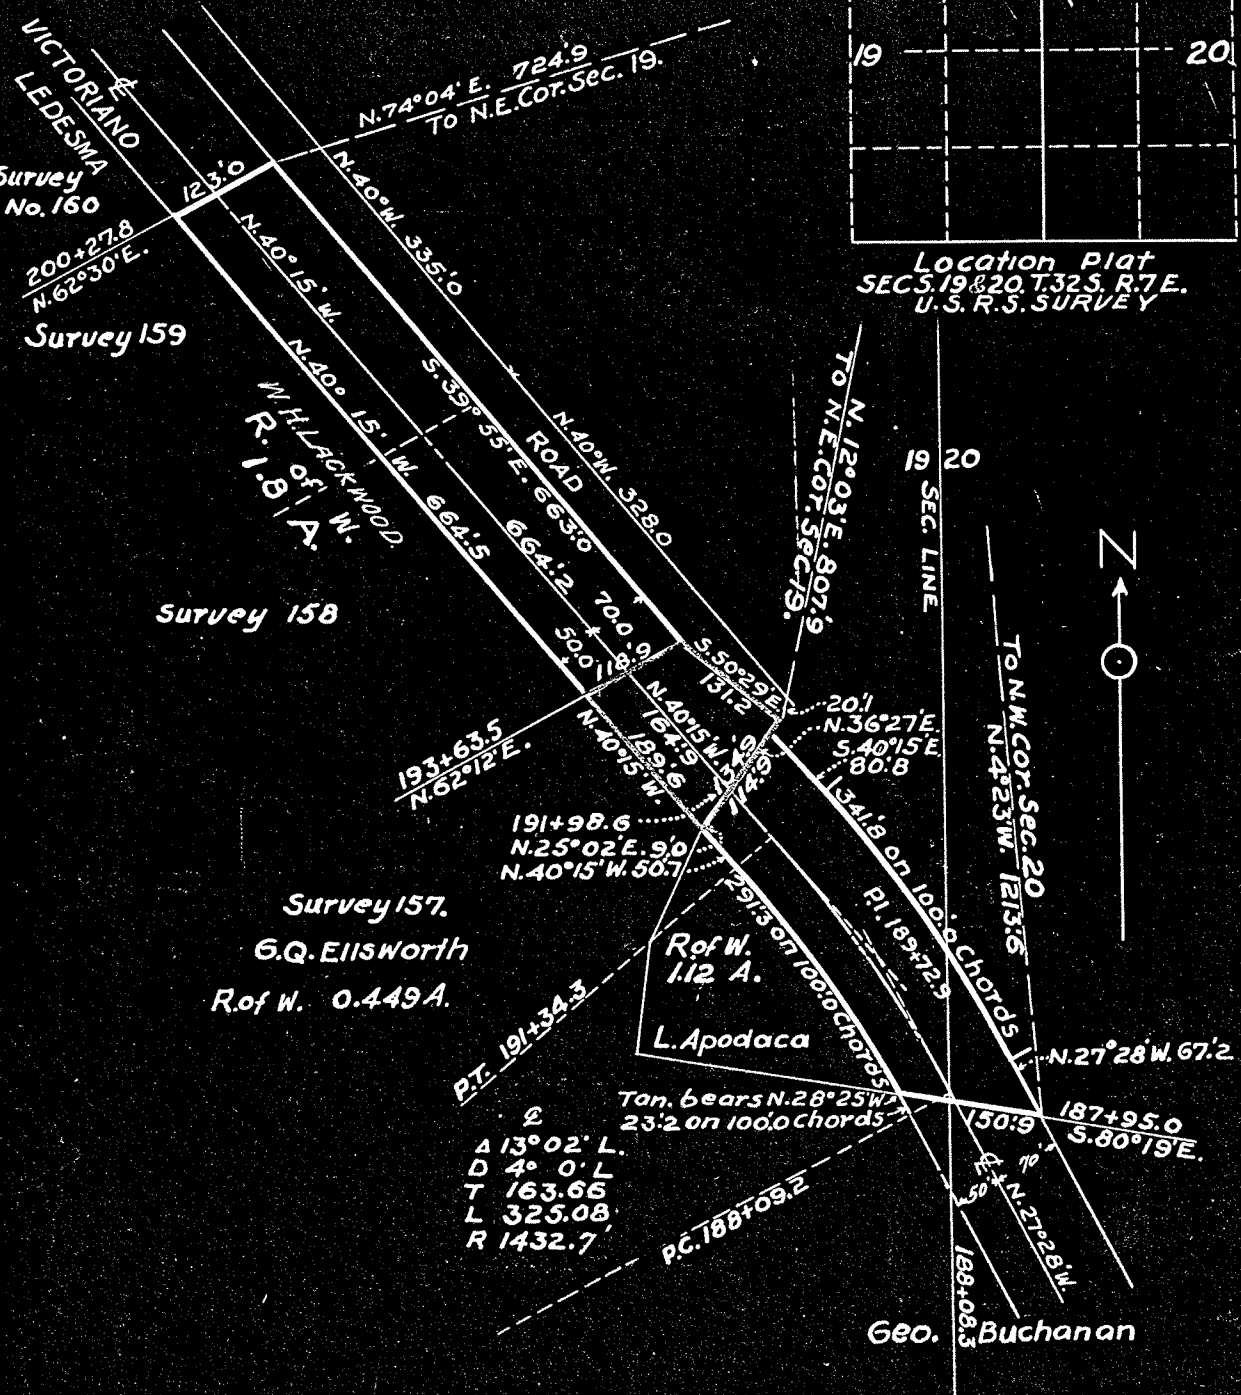 VICTORIANO
LEDESMA
℄
N.74°04'E. 724.'9
To N.E.Cor.Sec. 19.
19 20
Location Plat
SECS.19&20.T.32S. R.7E.
U.S.R.S. SURVEY
Survey
No. 160
123.'0
200+27.8
N.62°30'E.
Survey 159
N.40°W. 335.'0
N.40°15'W.
N.40° 15' W. 664.'5
S.39° 55'E. 663.'0
ROAD
N.40°W. 328.0
W.H.LACKWOOD.
R. of W.
1.8 A.
664.'2
TO N.E.COR.SEC.19.
N.12°03'E. 807.'9
19 20
SEC. LINE
N
Survey 158
70.'0
50.'0
118.'9
S.50°29'E.
131.2
193+63.5
N.62°12'E.
N.40°15'W.
164.'9
N.40°15'W.
189.'6
134.'9
114.'9
20.'1
N.36°27'E.
S.40°15'E.
80.'8
To N.W.Cor.Sec.20
N.4°23'W. 1213.'6
191+98.6
N.25°02'E. 9.'0
N.40°15'W. 50.'7
341.'8 on 100.'0 Chords
291.'3 on 100.'0 Chords
P.I. 189+72.9
Survey 157.
G.Q.Ellsworth
R.of W. 0.449 A.
R.of W.
1.12 A.
L.Apodaca
P.T. 191+34.3
N.27°28'W. 67.'2
Tan. bears N.28°25'W
23.'2 on 100.'0 Chords
150.'9
187+95.0
S.80°19'E.
℄
Δ 13°02' L.
D 4° 0' L
T 163.66
L 325.08'
R 1432.7'
P.C. 188+09.2
50'
70'
℄ N.27°28'W.
188+08.3
Geo. Buchanan